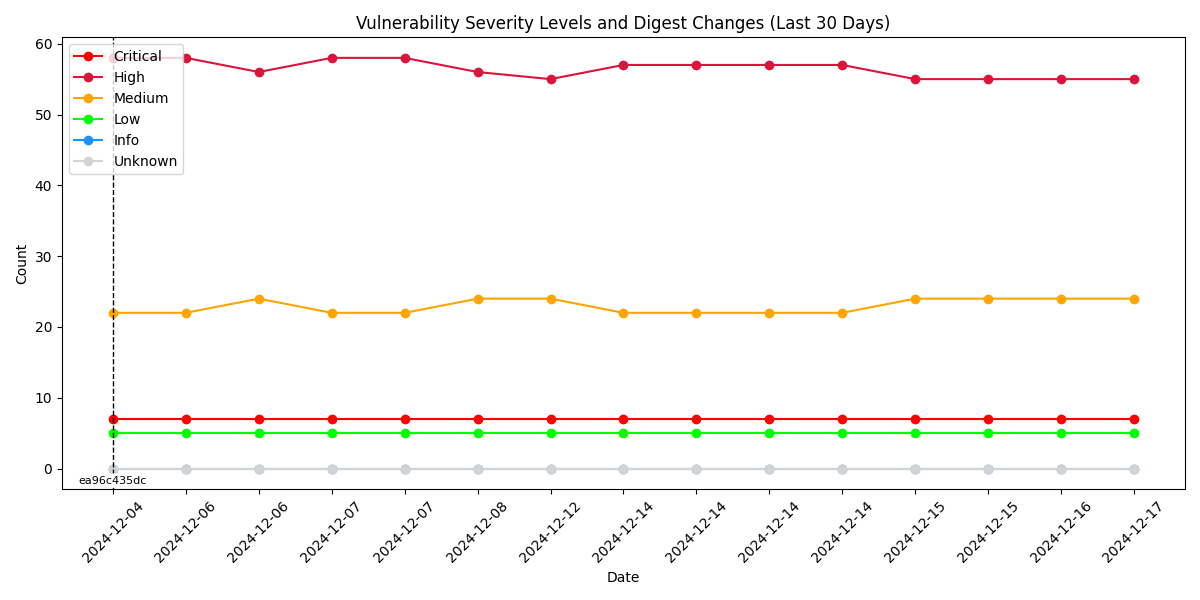 Vulnerability Severity Levels and Digest Changes (Last 30 Days)
Critical
High
Medium
Low
Info
Unknown
Count
60
50
40
30
20
10
0
ea96c435dc
2024-12-04
2024-12-06
2024-12-06
2024-12-07
2024-12-07
2024-12-08
2024-12-12
2024-12-14
2024-12-14
2024-12-14
2024-12-14
2024-12-15
2024-12-15
2024-12-16
2024-12-17
Date